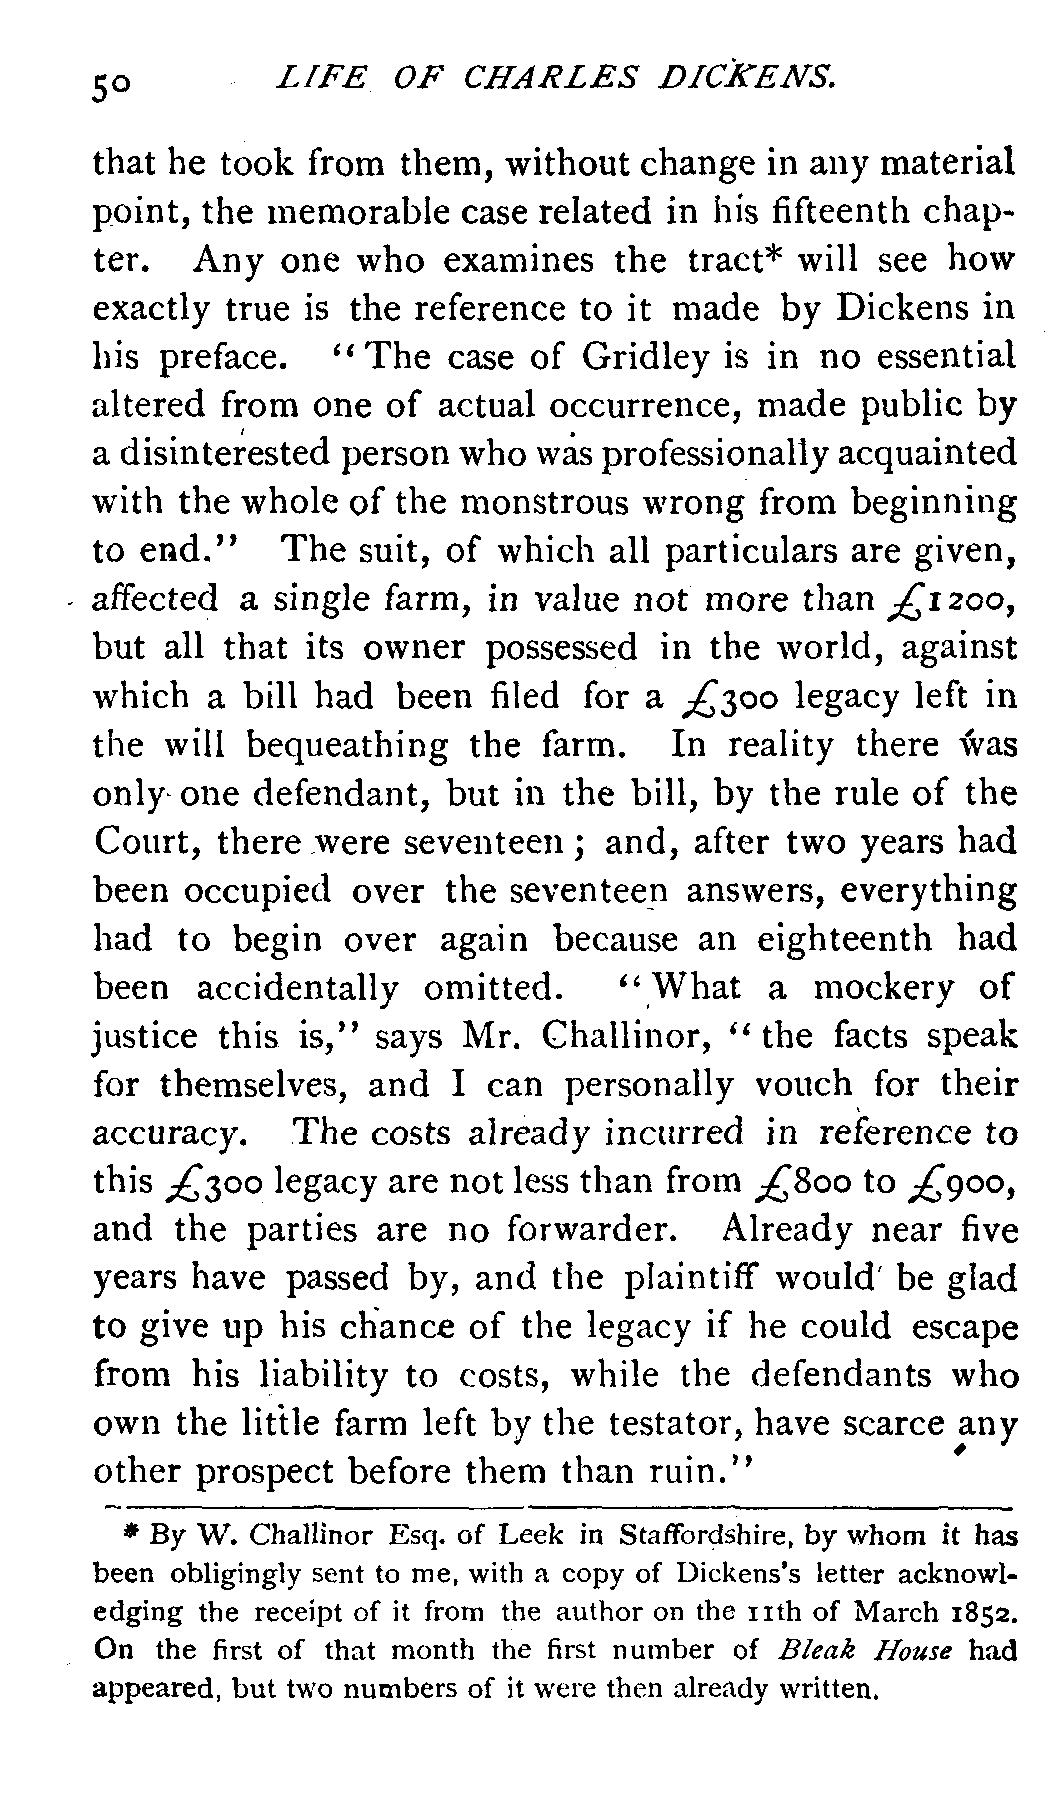 50 LIFE OF CHARLES DICKENS.
that he took from them, without change in any material
point, the memorable case related in his fifteenth chap-
ter. Any one who examines the tract* will see how
exactly true is the reference to it made by Dickens in
his preface. "The case of Gridley is in no essential
altered from one of actual occurrence, made public by
a disinterested person who was professionally acquainted
with the whole of the monstrous wrong from beginning
to end." The suit, of which all particulars are given,
affected a single farm, in value not more than £1200,
but all that its owner possessed in the world, against
which a bill had been filed for a £300 legacy left in
the will bequeathing the farm. In reality there was
only one defendant, but in the bill, by the rule of the
Court, there were seventeen ; and, after two years had
been occupied over the seventeen answers, everything
had to begin over again because an eighteenth had
been accidentally omitted. "What a mockery of
justice this is," says Mr. Challinor, "the facts speak
for themselves, and I can personally vouch for their
accuracy. The costs already incurred in reference to
this £300 legacy are not less than from £800 to £900,
and the parties are no forwarder. Already near five
years have passed by, and the plaintiff would be glad
to give up his chance of the legacy if he could escape
from his liability to costs, while the defendants who
own the little farm left by the testator, have scarce any
other prospect before them than ruin."
* By W. Challinor Esq. of Leek in Staffordshire, by whom it has
been obligingly sent to me, with a copy of Dickens's letter acknowl-
edging the receipt of it from the author on the 11th of March 1852.
On the first of that month the first number of Bleak House had
appeared, but two numbers of it were then already written.